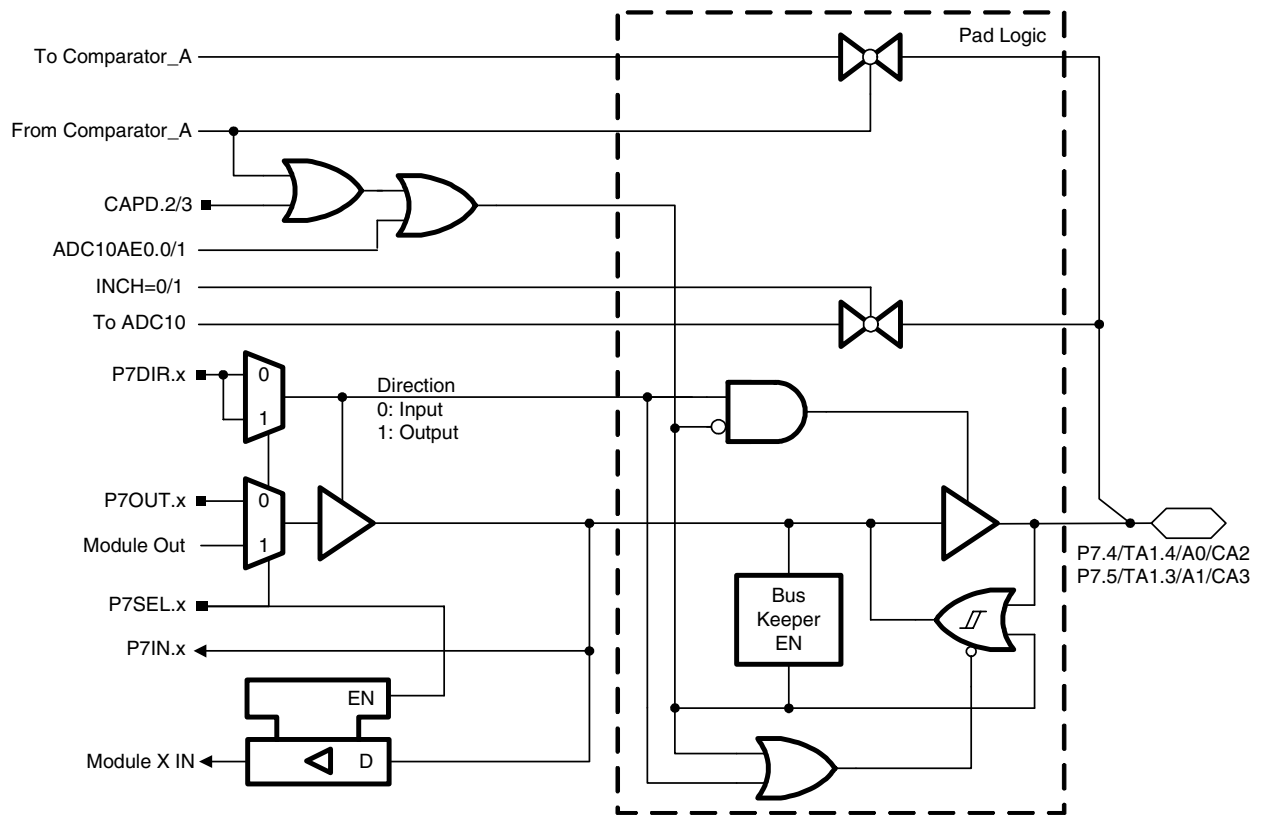 Pad Logic
To Comparator_A
From Comparator_A
CAPD.2/3
ADC10AE0.0/1
INCH=0/1
To ADC10
P7DIR.x
0
1
Direction
0: Input
1: Output
P7OUT.x
0
Module Out
1
P7SEL.x
P7IN.x
EN
Module X IN
D
Bus
Keeper
EN
P7.4/TA1.4/A0/CA2
P7.5/TA1.3/A1/CA3